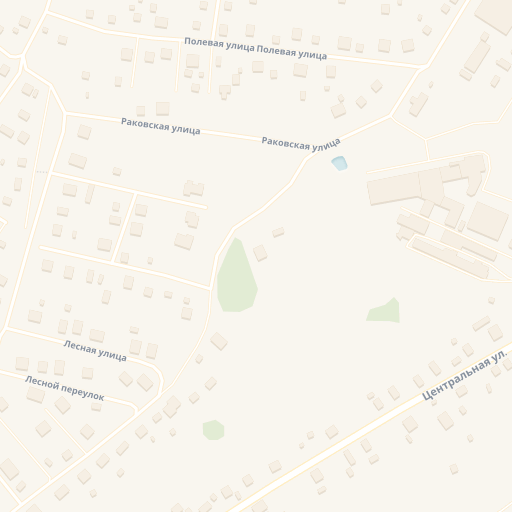 Полевая улица Полевая улица
Раковская улица
Раковская улица
Лесная улица
Лесной переулок
Центральная ул.